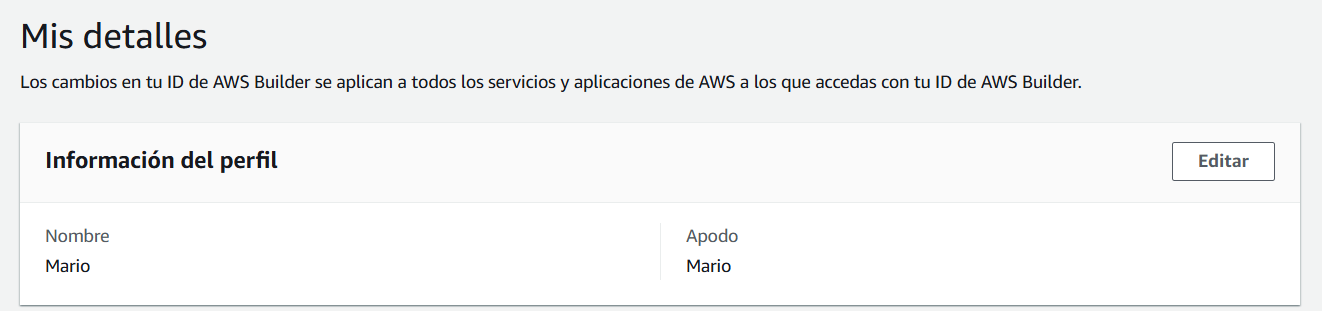 Mis detalles
Los cambios en tu ID de AWS Builder se aplican a todos los servicios y aplicaciones de AWS a los que accedas con tu ID de AWS Builder.
Información del perfil
Editar
Nombre
Mario
Apodo
Mario